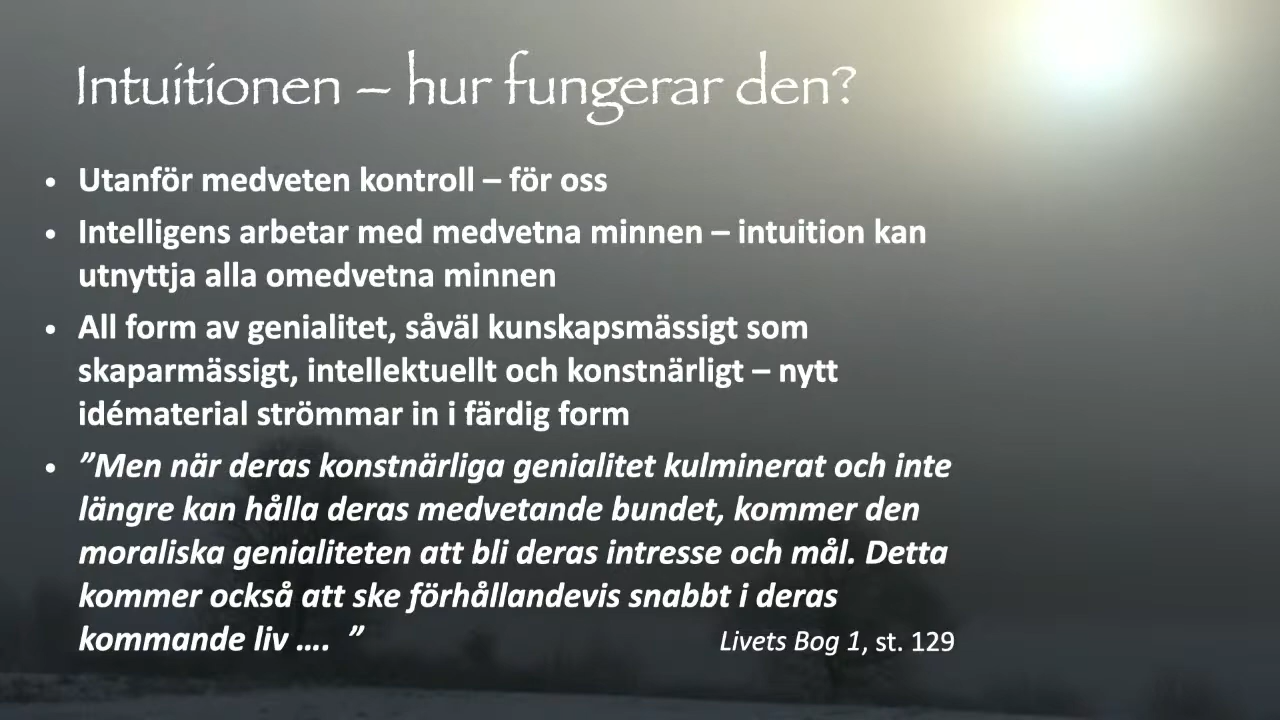 Intuitionen – hur fungerar den?
• Utanför medveten kontroll – för oss
• Intelligens arbetar med medvetna minnen – intuition kan
utnyttja alla omedvetna minnen
• All form av genialitet, såväl kunskapsmässigt som
skaparmässigt, intellektuellt och konstnärligt – nytt
idématerial strömmar in i färdig form
• ”Men när deras konstnärliga genialitet kulminerat och inte
längre kan hålla deras medvetande bundet, kommer den
moraliska genialiteten att bli deras intresse och mål. Detta
kommer också att ske förhållandevis snabbt i deras
kommande liv …. ” Livets Bog 1, st. 129